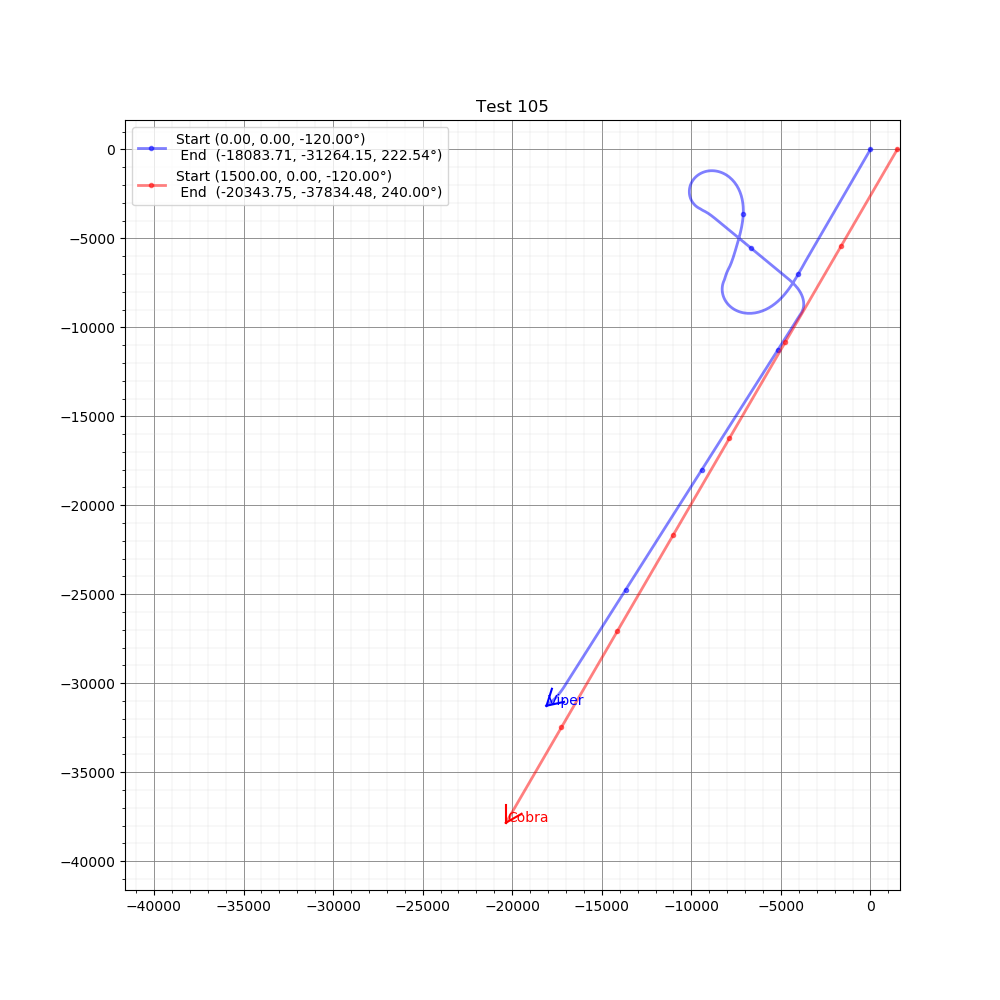 Test 105
Start (0.00, 0.00, -120.00°)
End  (-18083.71, -31264.15, 222.54°)
Start (1500.00, 0.00, -120.00°)
End  (-20343.75, -37834.48, 240.00°)
0
−5000
−10000
−15000
−20000
−25000
−30000
−35000
−40000
Viper
Cobra
−40000 −35000 −30000 −25000 −20000 −15000 −10000 −5000 0